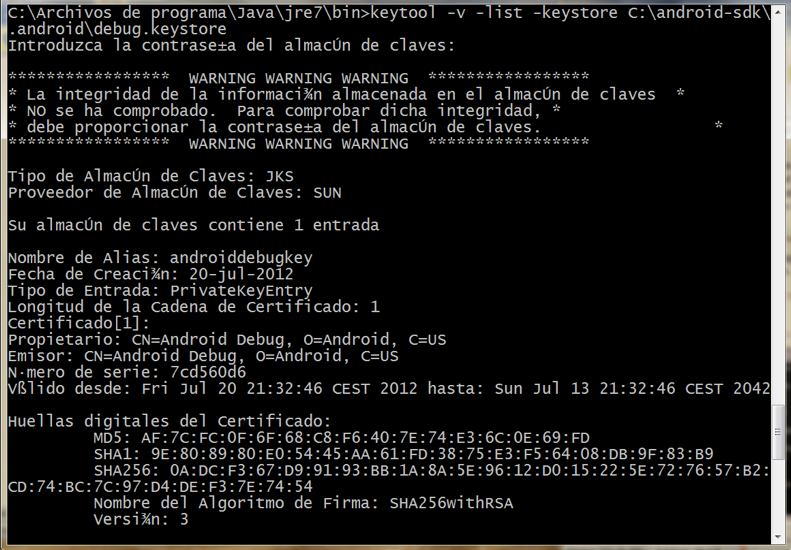 C:\Archivos de programa\Java\jre7\bin>keytool -v -list -keystore C:\android-sdk\
.android\debug.keystore
Introduzca la contrase±a del almacÚn de claves:
***************** WARNING WARNING WARNING *****************
* La integridad de la informaci¾n almacenada en el almacÚn de claves *
* NO se ha comprobado. Para comprobar dicha integridad, *
* debe proporcionar la contrase±a del almacÚn de claves. *
***************** WARNING WARNING WARNING *****************
Tipo de AlmacÚn de Claves: JKS
Proveedor de AlmacÚn de Claves: SUN
Su almacÚn de claves contiene 1 entrada
Nombre de Alias: androiddebugkey
Fecha de Creaci¾n: 20-jul-2012
Tipo de Entrada: PrivateKeyEntry
Longitud de la Cadena de Certificado: 1
Certificado[1]:
Propietario: CN=Android Debug, O=Android, C=US
Emisor: CN=Android Debug, O=Android, C=US
N·mero de serie: 7cd560d6
Vßlido desde: Fri Jul 20 21:32:46 CEST 2012 hasta: Sun Jul 13 21:32:46 CEST 2042
Huellas digitales del Certificado:
MD5: AF:7C:FC:0F:6F:68:C8:F6:40:7E:74:E3:6C:0E:69:FD
SHA1: 9E:80:89:80:E0:54:45:AA:61:FD:38:75:E3:F5:64:08:DB:9F:83:B9
SHA256: 0A:DC:F3:67:D9:91:93:BB:1A:8A:5E:96:12:D0:15:22:5E:72:76:57:B2:
CD:74:BC:7C:97:D4:DE:F3:7E:74:54
Nombre del Algoritmo de Firma: SHA256withRSA
Versi¾n: 3